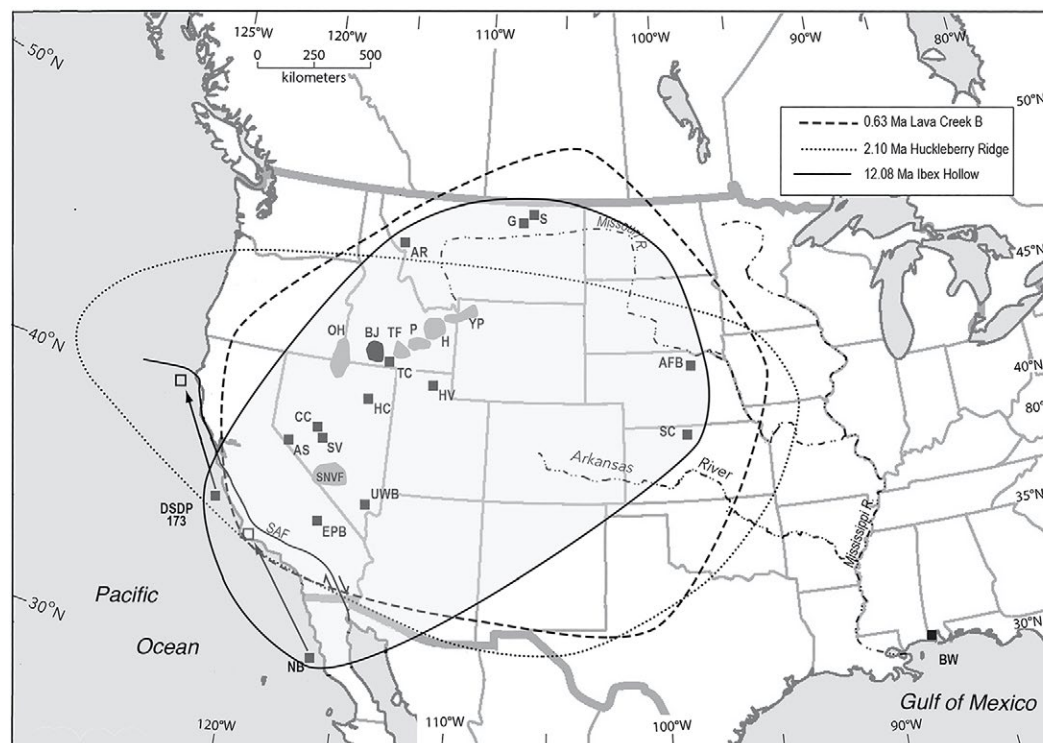 125°W 120°W 110°W 100°W 90°W 80°W
0 250 500
kilometers
50°N
50°N
0.63 Ma Lava Creek B
2.10 Ma Huckleberry Ridge
12.08 Ma Ibex Hollow
G S
Missouri R.
AR
45°N
40°N
YP
OH BJ TF P H
TC
AFB
40°N
HV
HC
CC
AS SV
SC
SNVF
Arkansas River
35°N
DSDP
173
UWB
SAF
EPB
Mississippi R.
Pacific
Ocean
30°N
30°N
NB
BW
Gulf of Mexico
120°W 110°W 100°W 90°W